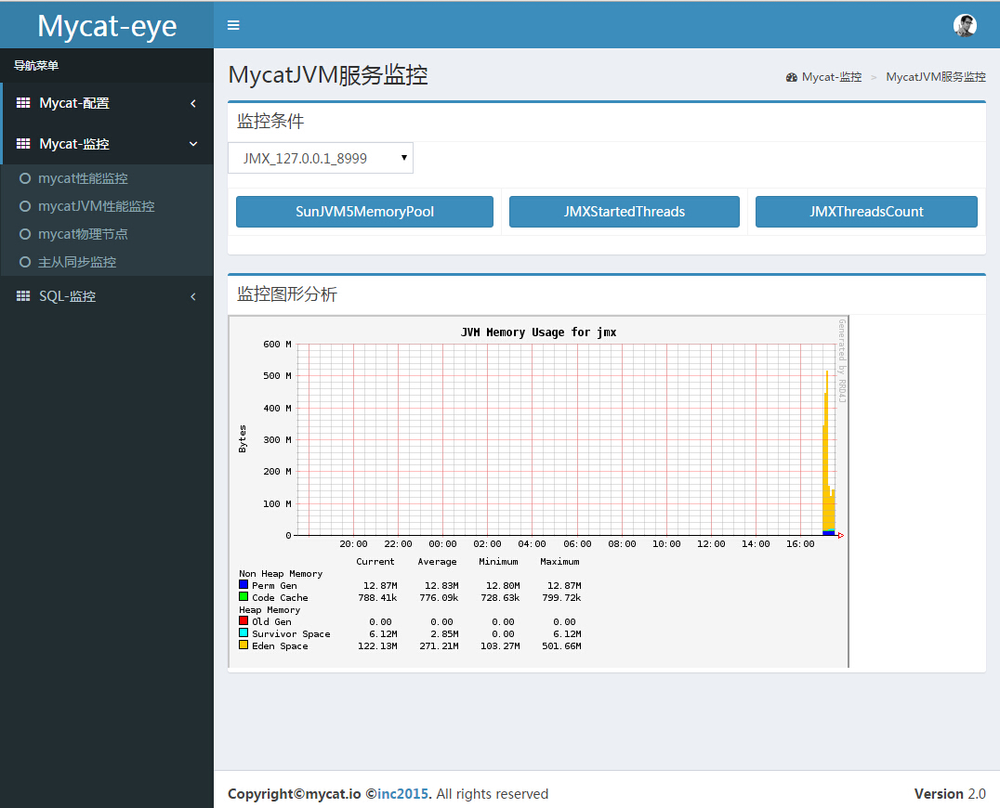 Mycat-eye
导航菜单
Mycat-配置
Mycat-监控
mycat性能监控
mycatJVM性能监控
mycat物理节点
主从同步监控
SQL-监控
MycatJVM服务监控
Mycat-监控 > MycatJVM服务监控
监控条件
JMX_127.0.0.1_8999
SunJVM5MemoryPool JMXStartedThreads JMXThreadsCount
监控图形分析
JVM Memory Usage for jmx
Generated by RRD4J
Bytes
600 M
500 M
400 M
300 M
200 M
100 M
0
20:00 22:00 00:00 02:00 04:00 06:00 08:00 10:00 12:00 14:00 16:00
Current Average Minimum Maximum
Non Heap Memory
Perm Gen 12.87M 12.83M 12.80M 12.87M
Code Cache 788.41k 776.09k 728.63k 799.72k
Heap Memory
Old Gen 0.00 0.00 0.00 0.00
Survivor Space 6.12M 2.85M 0.00 6.12M
Eden Space 122.13M 271.21M 103.27M 501.66M
Copyright©mycat.io ©inc2015. All rights reserved
Version 2.0